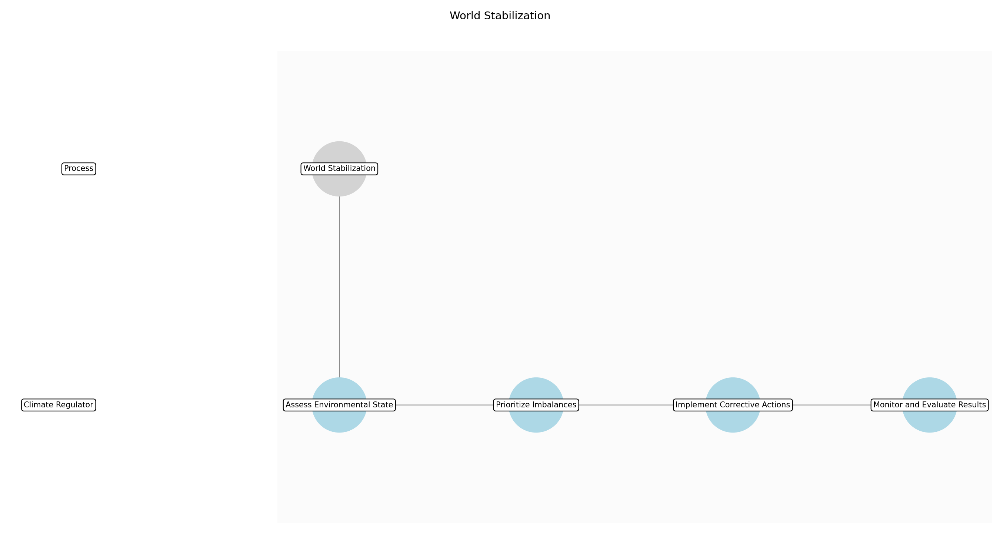 World Stabilization
Process
World Stabilization
Climate Regulator
Assess Environmental State
Prioritize Imbalances
Implement Corrective Actions
Monitor and Evaluate Results